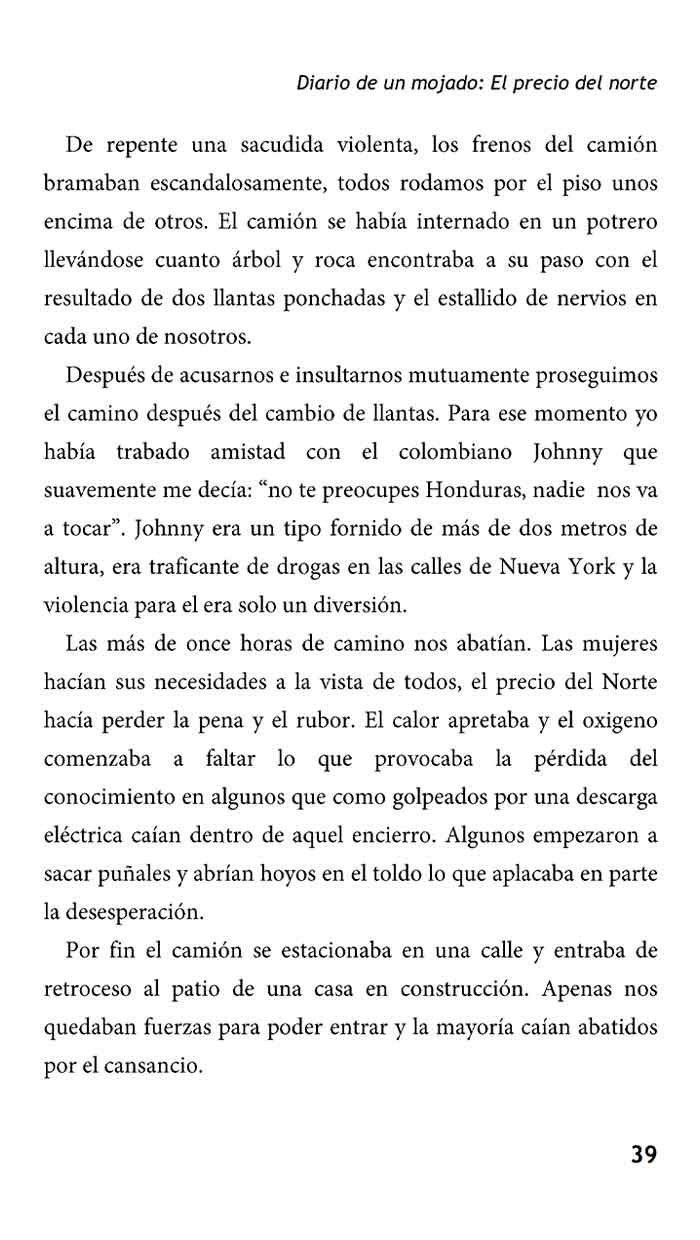 Diario de un mojado: El precio del norte
De repente una sacudida violenta, los frenos del camión
bramaban escandalosamente, todos rodamos por el piso unos
encima de otros. El camión se había internado en un potrero
llevándose cuanto árbol y roca encontraba a su paso con el
resultado de dos llantas ponchadas y el estallido de nervios en
cada uno de nosotros.
Después de acusarnos e insultarnos mutuamente proseguimos
el camino después del cambio de llantas. Para ese momento yo
había trabado amistad con el colombiano Johnny que
suavemente me decía: “no te preocupes Honduras, nadie nos va
a tocar”. Johnny era un tipo fornido de más de dos metros de
altura, era traficante de drogas en las calles de Nueva York y la
violencia para el era solo un diversión.
Las más de once horas de camino nos abatían. Las mujeres
hacían sus necesidades a la vista de todos, el precio del Norte
hacía perder la pena y el rubor. El calor apretaba y el oxigeno
comenzaba a faltar lo que provocaba la pérdida del
conocimiento en algunos que como golpeados por una descarga
eléctrica caían dentro de aquel encierro. Algunos empezaron a
sacar puñales y abrían hoyos en el toldo lo que aplacaba en parte
la desesperación.
Por fin el camión se estacionaba en una calle y entraba de
retroceso al patio de una casa en construcción. Apenas nos
quedaban fuerzas para poder entrar y la mayoría caían abatidos
por el cansancio.
39